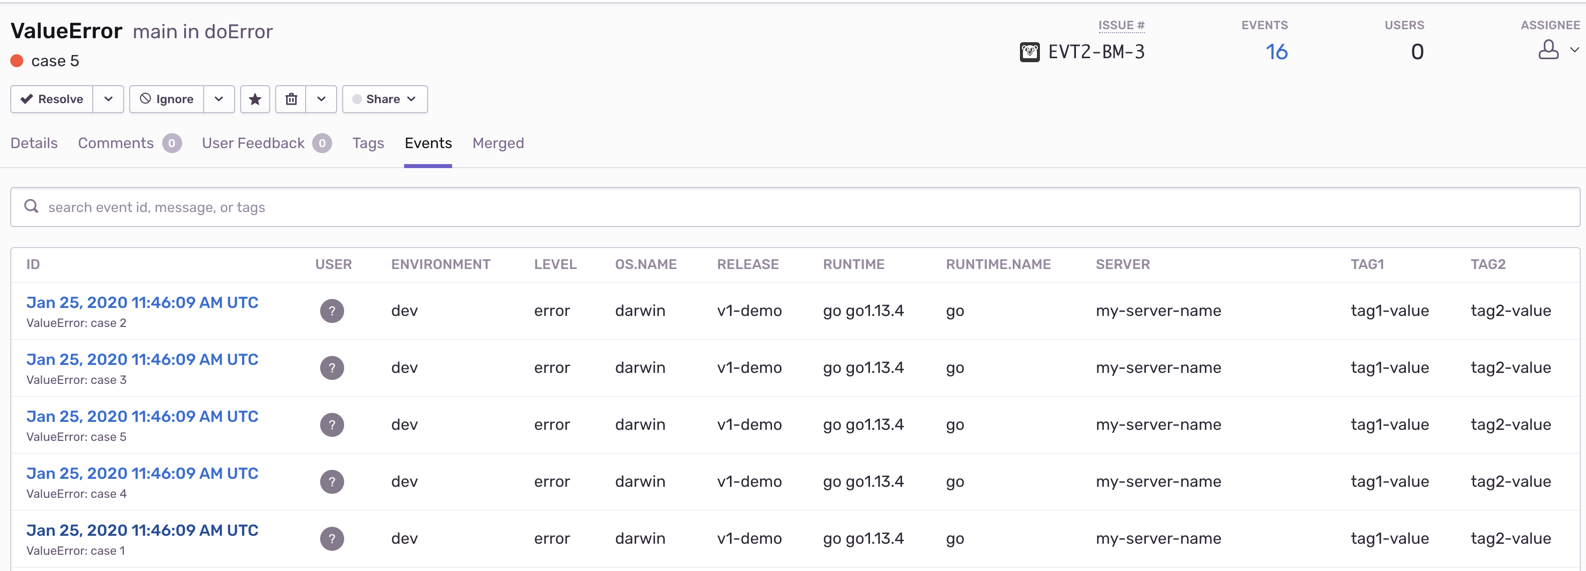 ValueError main in doError
case 5
ISSUE # EVENTS USERS ASSIGNEE
EVT2-BM-3 16 0
Resolve Ignore Share
Details Comments 0 User Feedback 0 Tags Events Merged
search event id, message, or tags
ID USER ENVIRONMENT LEVEL OS.NAME RELEASE RUNTIME RUNTIME.NAME SERVER TAG1 TAG2
Jan 25, 2020 11:46:09 AM UTC
ValueError: case 2
? dev error darwin v1-demo go go1.13.4 go my-server-name tag1-value tag2-value
Jan 25, 2020 11:46:09 AM UTC
ValueError: case 3
? dev error darwin v1-demo go go1.13.4 go my-server-name tag1-value tag2-value
Jan 25, 2020 11:46:09 AM UTC
ValueError: case 5
? dev error darwin v1-demo go go1.13.4 go my-server-name tag1-value tag2-value
Jan 25, 2020 11:46:09 AM UTC
ValueError: case 4
? dev error darwin v1-demo go go1.13.4 go my-server-name tag1-value tag2-value
Jan 25, 2020 11:46:09 AM UTC
ValueError: case 1
? dev error darwin v1-demo go go1.13.4 go my-server-name tag1-value tag2-value